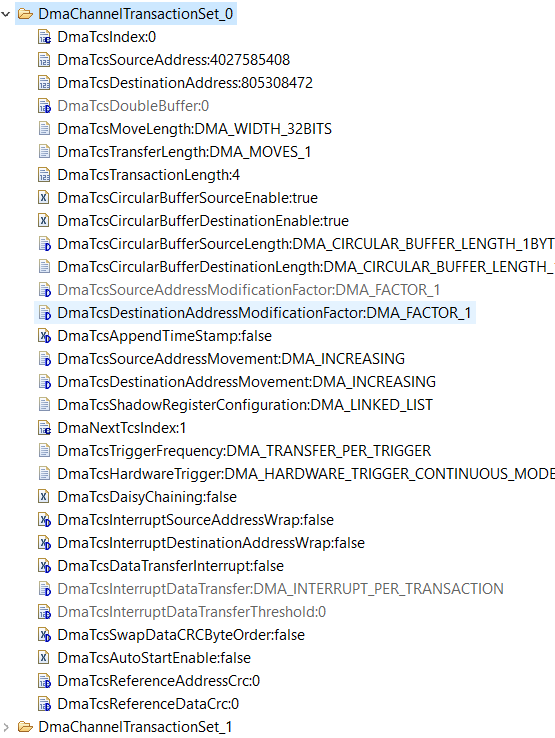 DmaChannelTransactionSet_0
DmaTcsIndex:0
DmaTcsSourceAddress:4027585408
DmaTcsDestinationAddress:805308472
DmaTcsDoubleBuffer:0
DmaTcsMoveLength:DMA_WIDTH_32BITS
DmaTcsTransferLength:DMA_MOVES_1
DmaTcsTransactionLength:4
DmaTcsCircularBufferSourceEnable:true
DmaTcsCircularBufferDestinationEnable:true
DmaTcsCircularBufferSourceLength:DMA_CIRCULAR_BUFFER_LENGTH_1BYT
DmaTcsCircularBufferDestinationLength:DMA_CIRCULAR_BUFFER_LENGTH_
DmaTcsSourceAddressModificationFactor:DMA_FACTOR_1
DmaTcsDestinationAddressModificationFactor:DMA_FACTOR_1
DmaTcsAppendTimeStamp:false
DmaTcsSourceAddressMovement:DMA_INCREASING
DmaTcsDestinationAddressMovement:DMA_INCREASING
DmaTcsShadowRegisterConfiguration:DMA_LINKED_LIST
DmaNextTcsIndex:1
DmaTcsTriggerFrequency:DMA_TRANSFER_PER_TRIGGER
DmaTcsHardwareTrigger:DMA_HARDWARE_TRIGGER_CONTINUOUS_MODE
DmaTcsDaisyChaining:false
DmaTcsInterruptSourceAddressWrap:false
DmaTcsInterruptDestinationAddressWrap:false
DmaTcsDataTransferInterrupt:false
DmaTcsInterruptDataTransfer:DMA_INTERRUPT_PER_TRANSACTION
DmaTcsInterruptDataTransferThreshold:0
DmaTcsSwapDataCRCByteOrder:false
DmaTcsAutoStartEnable:false
DmaTcsReferenceAddressCrc:0
DmaTcsReferenceDataCrc:0
DmaChannelTransactionSet_1